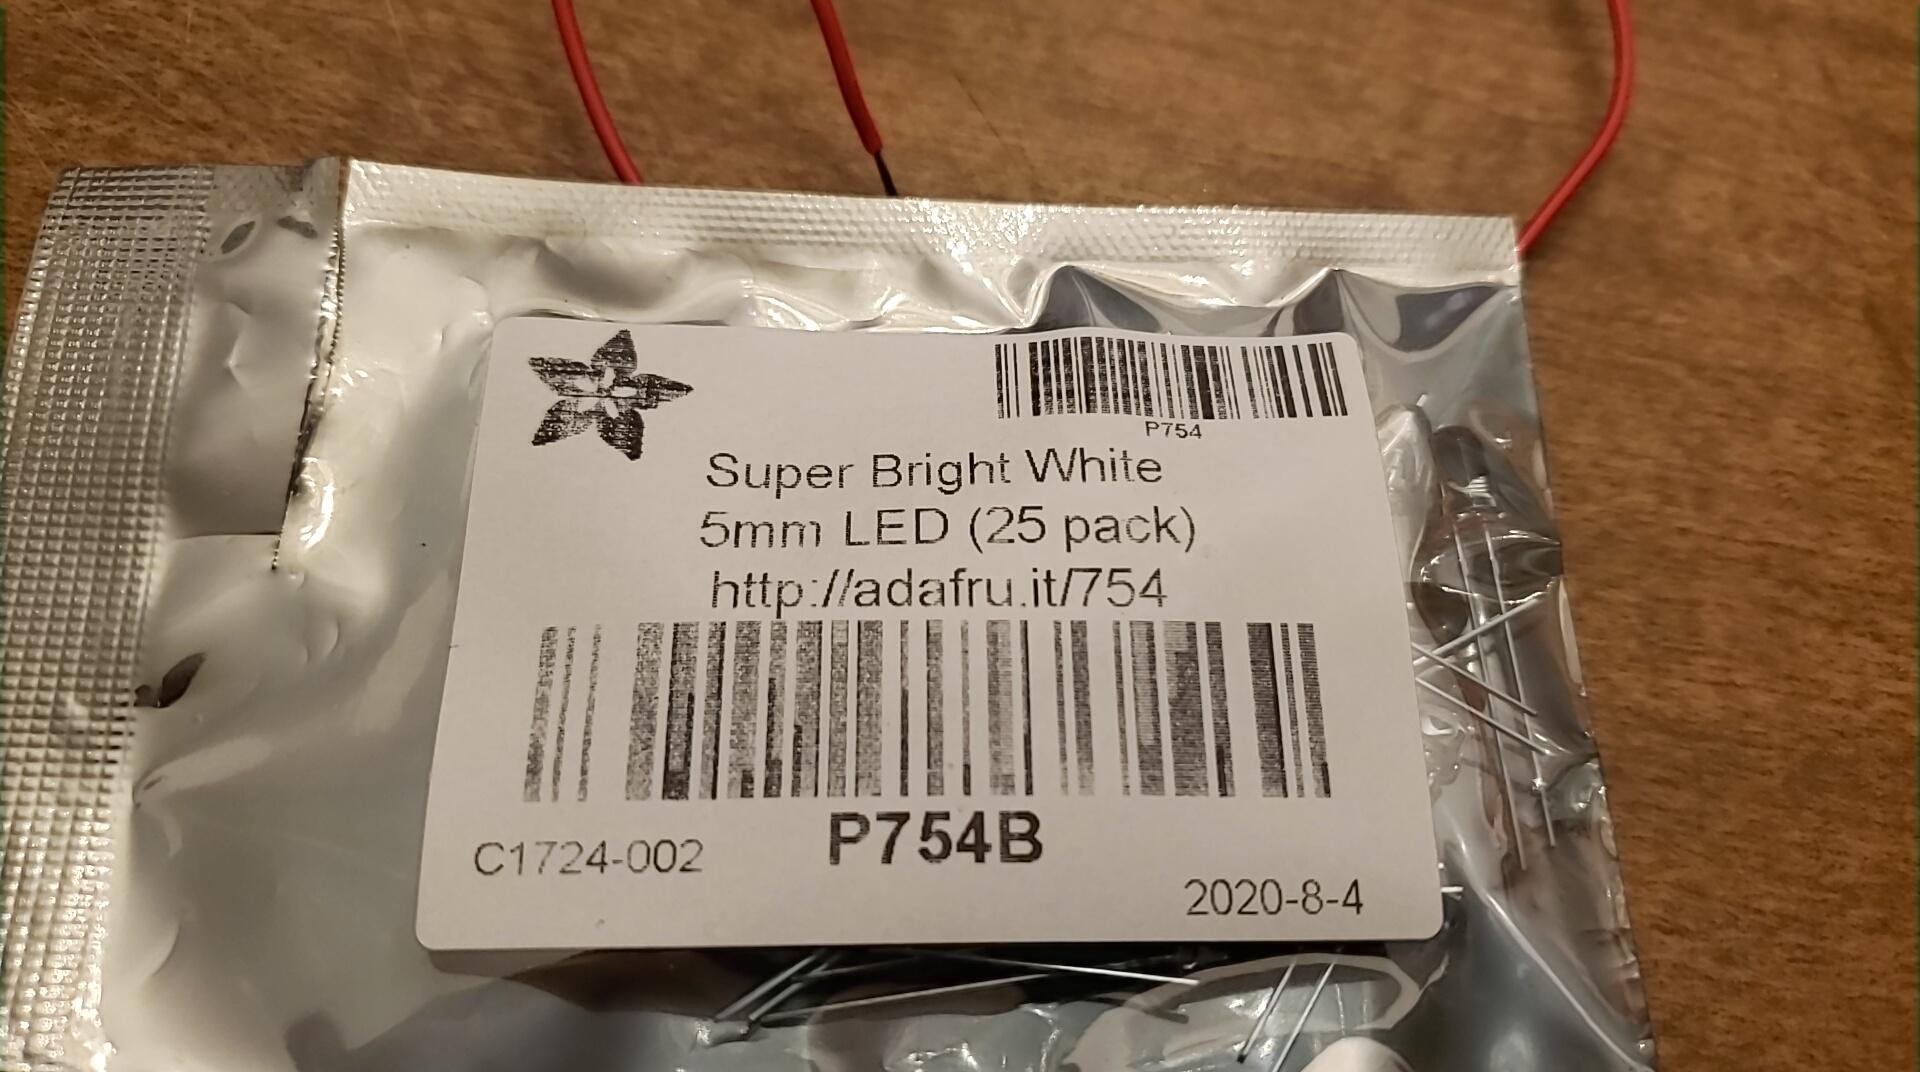 P754
Super Bright White
5mm LED (25 pack)
http://adafru.it/754
P754B
C1724-002
2020-8-4